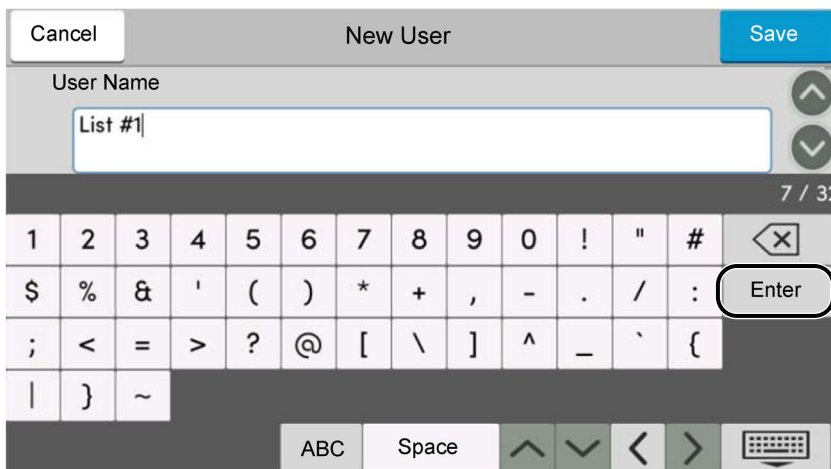 Cancel New User Save
User Name
List #1
7 / 32
1 2 3 4 5 6 7 8 9 0 ! " #
$ % & ' ( ) * + , - . / : Enter
; < = > ? @ [ \ ] ^ _ ` {
| } ~
ABC Space